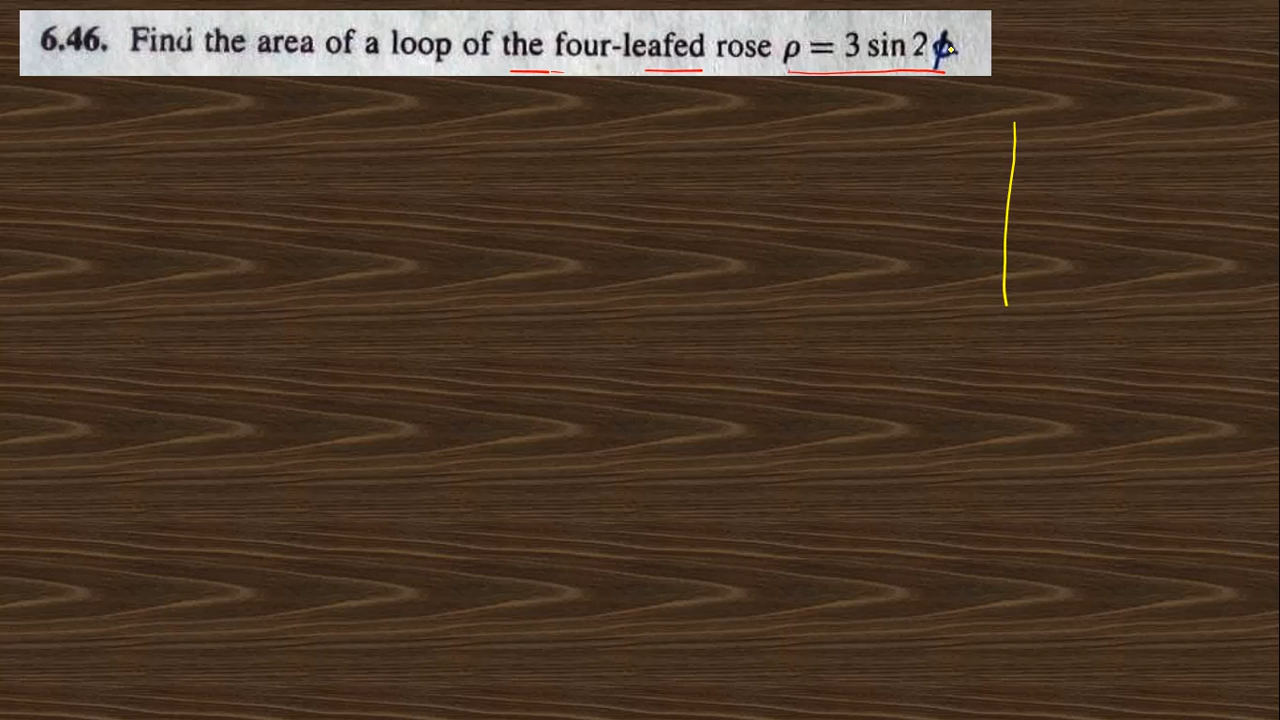 6.46. Find the area of a loop of the four-leafed rose ρ = 3 sin 2ϕ